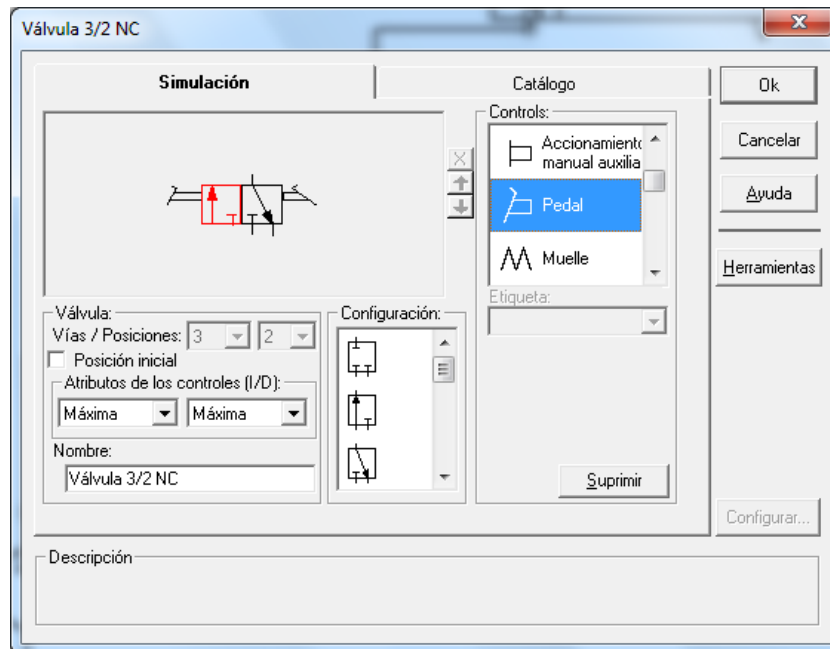 Válvula 3/2 NC
Simulación
Catálogo
Controls:
Accionamiento
manual auxilia
Pedal
Muelle
Etiqueta:
Suprimir
Válvula:
Vías / Posiciones: 3 2
Posición inicial
Atributos de los controles (I/D):
Máxima Máxima
Nombre:
Válvula 3/2 NC
Configuración:
Ok
Cancelar
Ayuda
Herramientas
Configurar...
Descripción